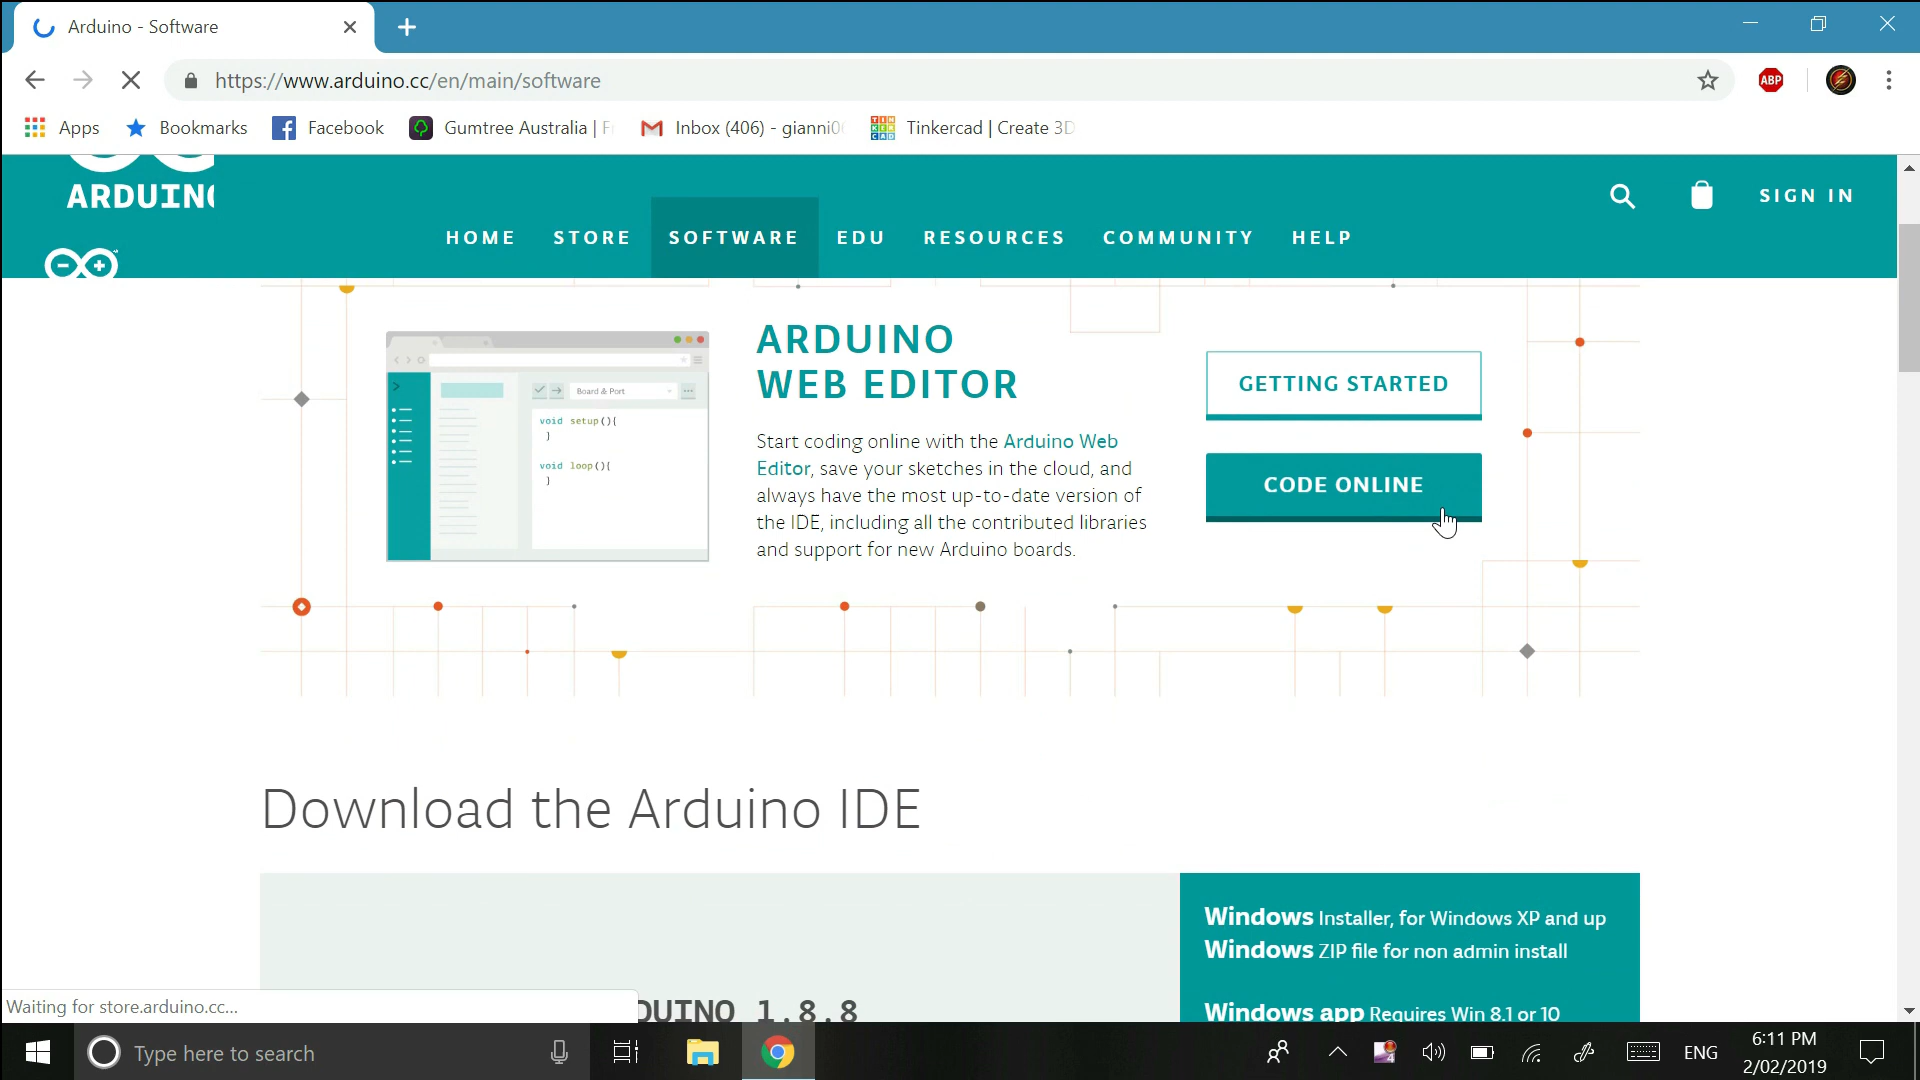 Arduino - Software
https://www.arduino.cc/en/main/software
ABP
Apps
Bookmarks
Facebook
Gumtree Australia | F
Inbox (406) - gianni0
Tinkercad | Create 3D
ARDUINO
SIGN IN
HOME
STORE
SOFTWARE
EDU
RESOURCES
COMMUNITY
HELP
Board & Port
void setup(){
}
void loop(){
}
ARDUINO
WEB EDITOR
Start coding online with the Arduino Web
Editor, save your sketches in the cloud, and
always have the most up-to-date version of
the IDE, including all the contributed libraries
and support for new Arduino boards.
GETTING STARTED
CODE ONLINE
Download the Arduino IDE
DUINO 1.8.8
Windows Installer, for Windows XP and up
Windows ZIP file for non admin install
Windows app Requires Win 8.1 or 10
Waiting for store.arduino.cc...
Type here to search
ENG
6:11 PM
2/02/2019